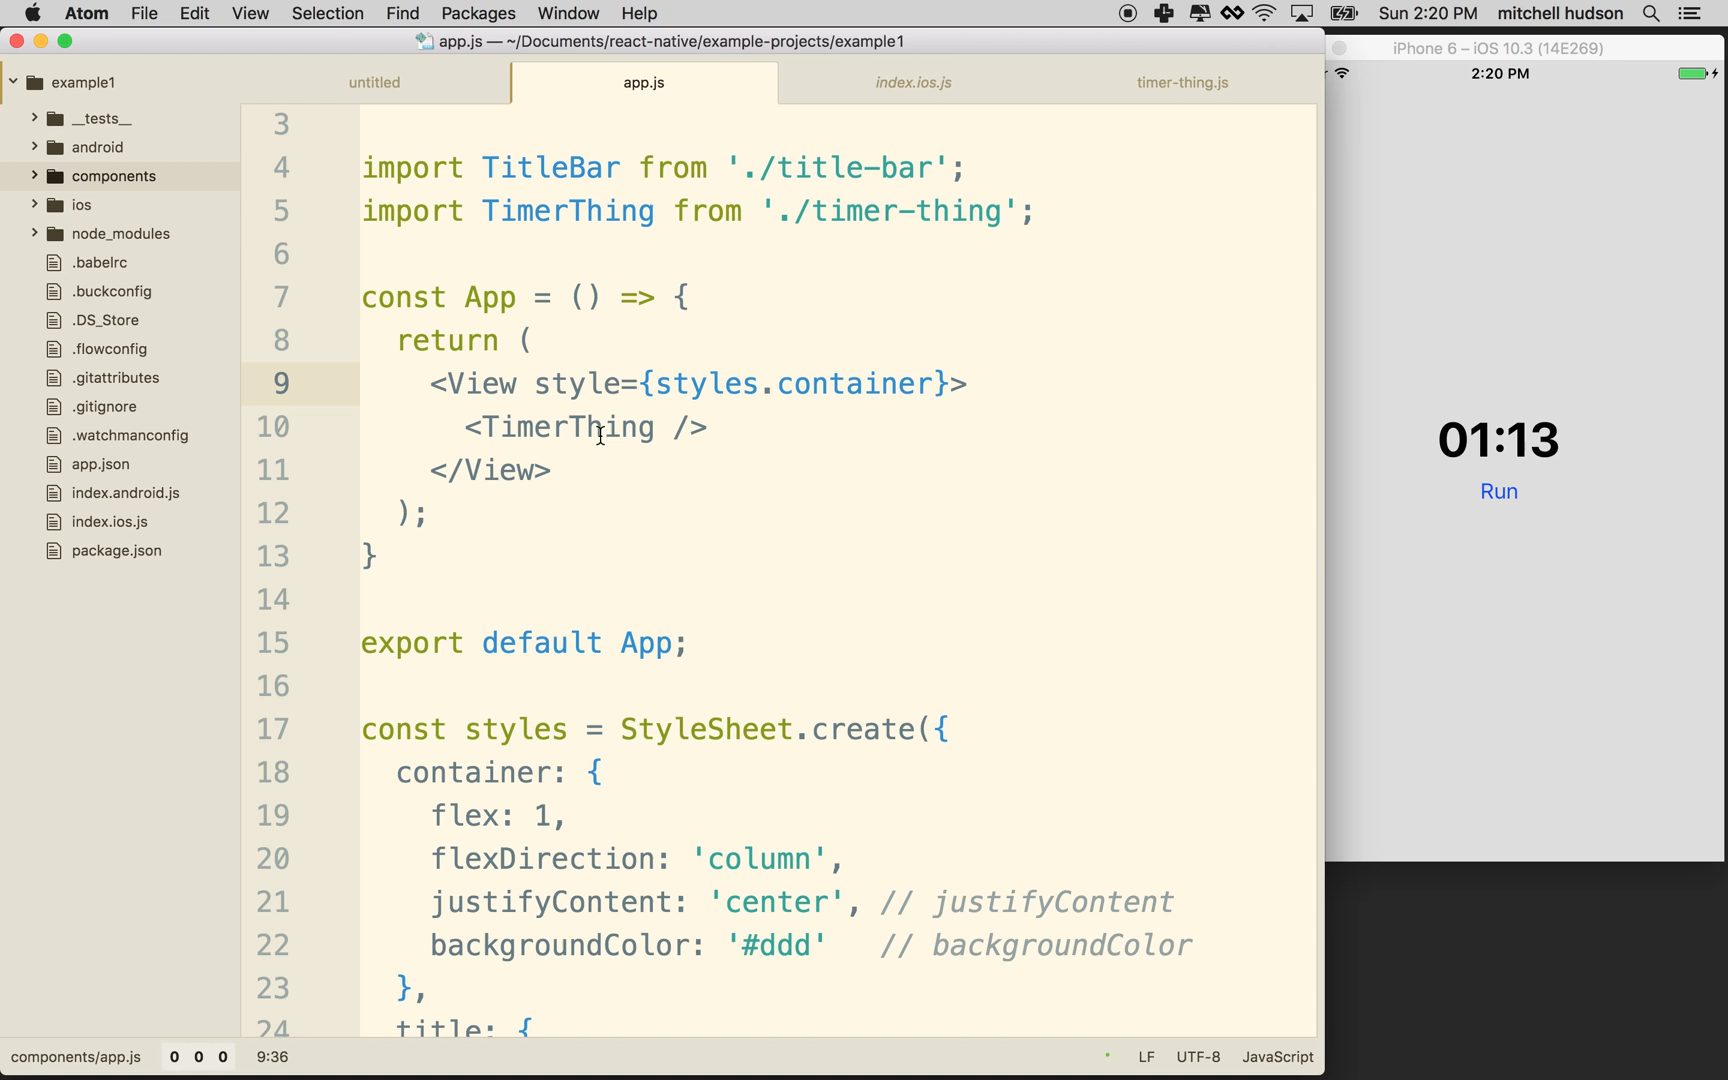 Atom File Edit View Selection Find Packages Window Help Sun 2:20 PM mitchell hudson
app.js — ~/Documents/react-native/example-projects/example1
iPhone 6 – iOS 10.3 (14E269)
2:20 PM
example1
untitled
app.js
index.ios.js
timer-thing.js
__tests__
android
components
ios
node_modules
.babelrc
.buckconfig
.DS_Store
.flowconfig
.gitattributes
.gitignore
.watchmanconfig
app.json
index.android.js
index.ios.js
package.json
3
4 import TitleBar from './title-bar';
5 import TimerThing from './timer-thing';
6
7 const App = () => {
8 return (
9 <View style={styles.container}>
10 <TimerThing />
11 </View>
12 );
13 }
14
15 export default App;
16
17 const styles = StyleSheet.create({
18 container: {
19 flex: 1,
20 flexDirection: 'column',
21 justifyContent: 'center', // justifyContent
22 backgroundColor: '#ddd' // backgroundColor
23 },
24 title: {
01:13
Run
components/app.js 0 0 0 9:36 LF UTF-8 JavaScript